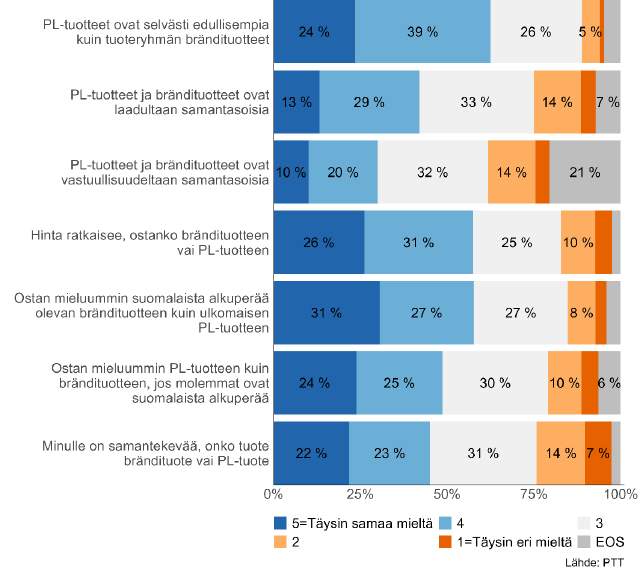 PL-tuotteet ovat selvästi edullisempia
kuin tuoteryhmän brändituotteet
24 % 39 % 26 % 5 %
PL-tuotteet ja brändituotteet ovat
laadultaan samantasoisia
13 % 29 % 33 % 14 % 7 %
PL-tuotteet ja brändituotteet ovat
vastuullisuudeltaan samantasoisia
10 % 20 % 32 % 14 % 21 %
Hinta ratkaisee, ostanko brändituotteen
vai PL-tuotteen
26 % 31 % 25 % 10 %
Ostan mieluummin suomalaista alkuperää
olevan brändituotteen kuin ulkomaisen
PL-tuotteen
31 % 27 % 27 % 8 %
Ostan mieluummin PL-tuotteen kuin
brändituotteen, jos molemmat ovat
suomalaista alkuperää
24 % 25 % 30 % 10 % 6 %
Minulle on samantekevää, onko tuote
brändituote vai PL-tuote
22 % 23 % 31 % 14 % 7 %
0% 25% 50% 75% 100%
5=Täysin samaa mieltä 4 3
2 1=Täysin eri mieltä EOS
Lähde: PTT